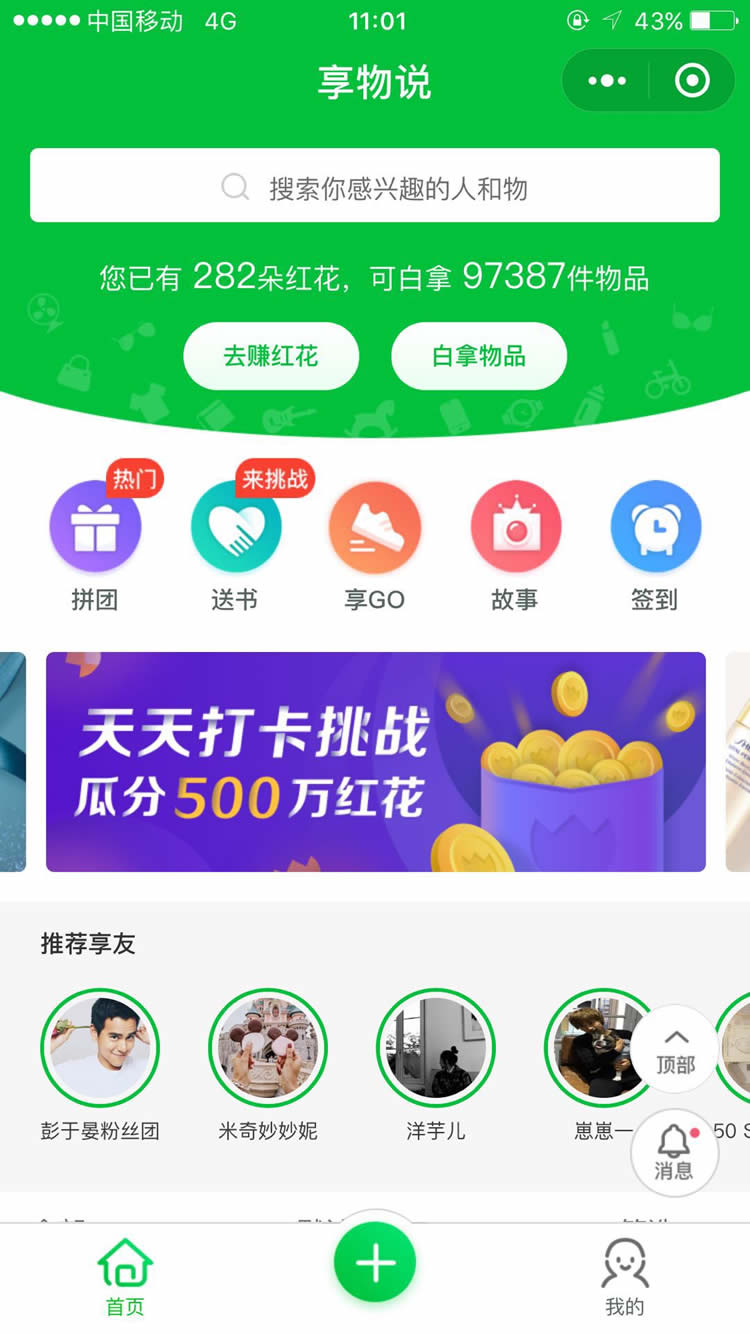 中国移动 4G 11:01 43%
享物说
搜索你感兴趣的人和物
您已有 282朵红花，可白拿 97387件物品
去赚红花 白拿物品
热门 来挑战
拼团 送书 享GO 故事 签到
天天打卡挑战
瓜分500万红花
推荐享友
顶部
彭于晏粉丝团 米奇妙妙妮 洋芋儿 崽崽一 50 S
消息
首页 我的